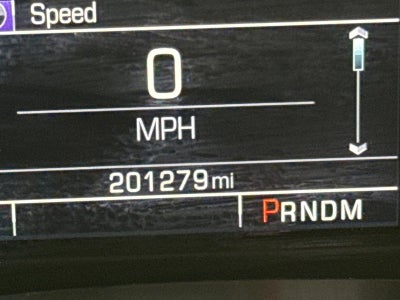 Speed
0
MPH
201279mi
PRNDM